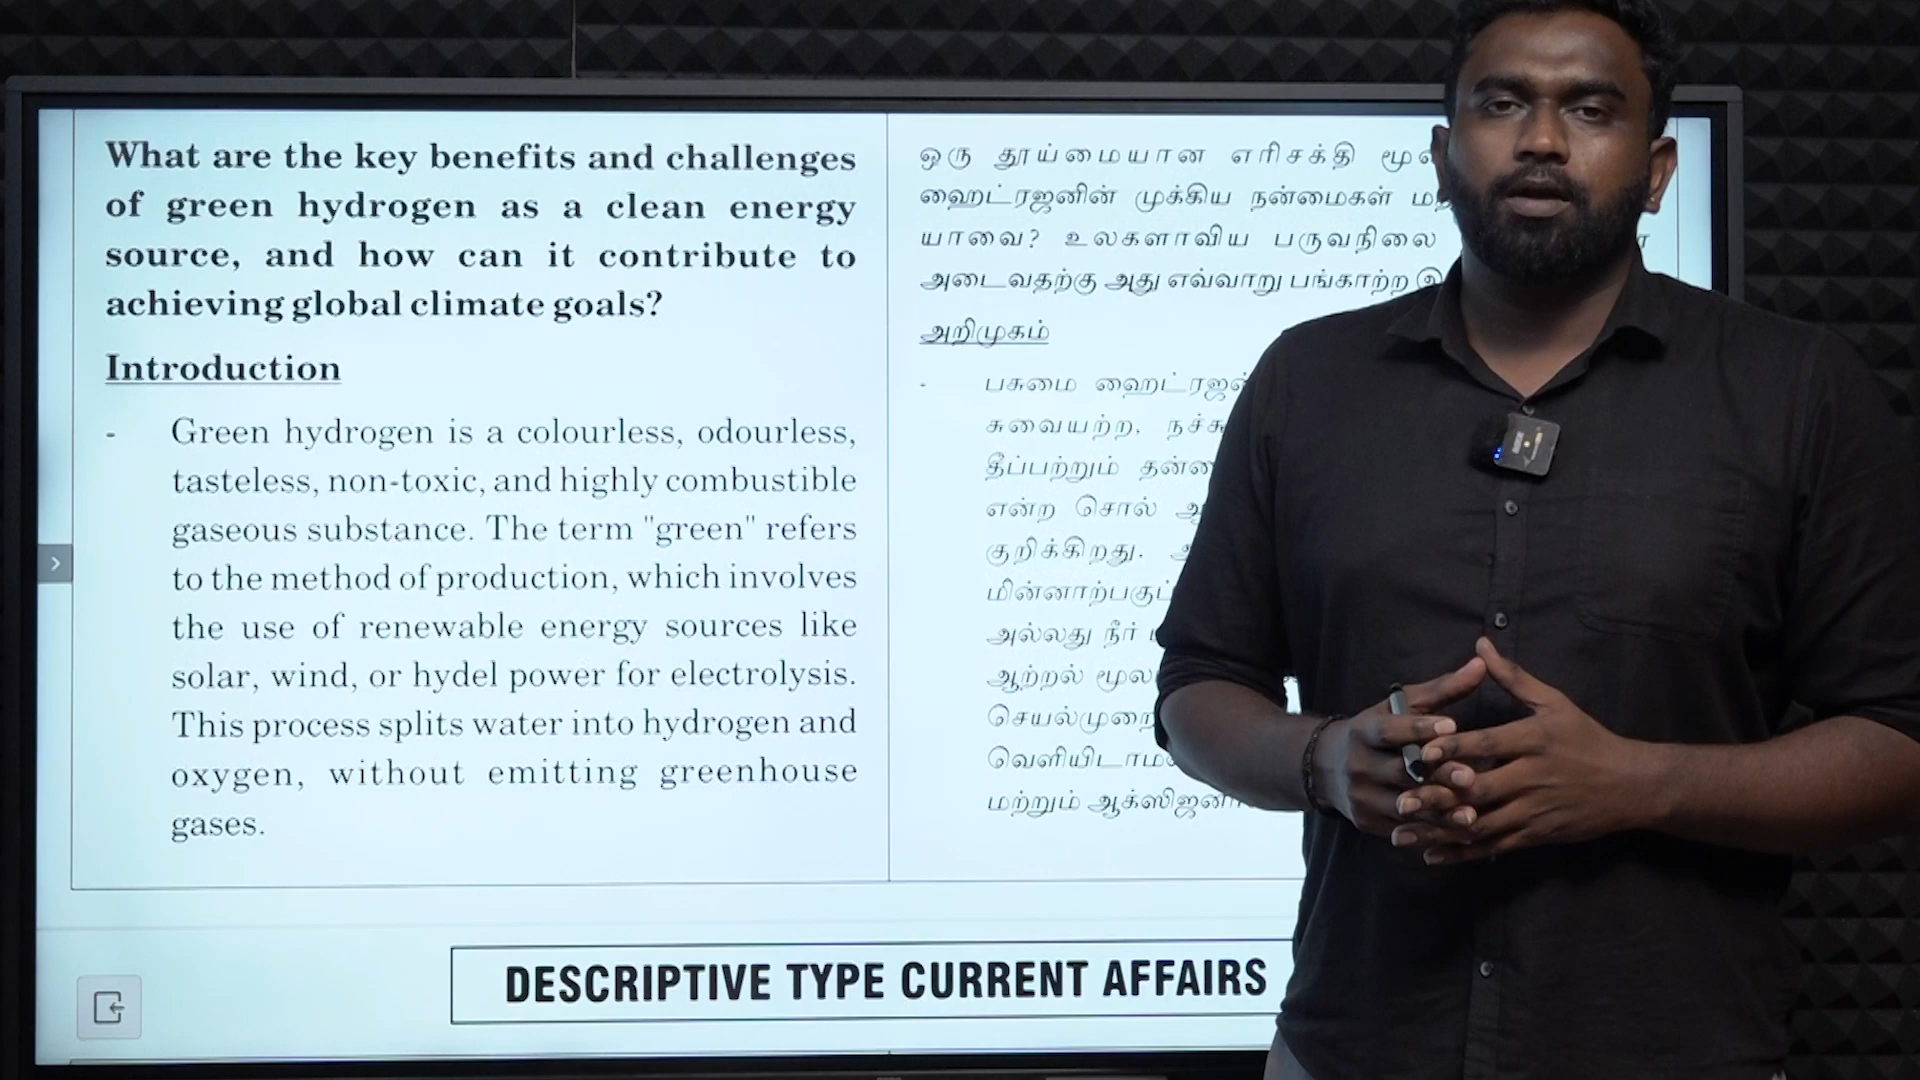 What are the key benefits and challenges
of green hydrogen as a clean energy
source, and how can it contribute to
achieving global climate goals?
Introduction
- Green hydrogen is a colourless, odourless,
tasteless, non-toxic, and highly combustible
gaseous substance. The term "green" refers
to the method of production, which involves
the use of renewable energy sources like
solar, wind, or hydel power for electrolysis.
This process splits water into hydrogen and
oxygen, without emitting greenhouse
gases.
ஒரு தூய்மையான எரிசக்தி
ஹைட்ரஜனின் முக்கிய நன்மைகள்
யாவை? உலகளாவிய பருவநிலை
அடைவதற்கு அது எவ்வாறு பங்காற்ற
அறிமுகம்
- பசுமை
சுவையற்ற,
தீப்பற்றும்
என்ற சொல்
குறிக்கிறது.
அல்லது நீர்
ஆற்றல்
மற்றும்
DESCRIPTIVE TYPE CURRENT AFFAIRS